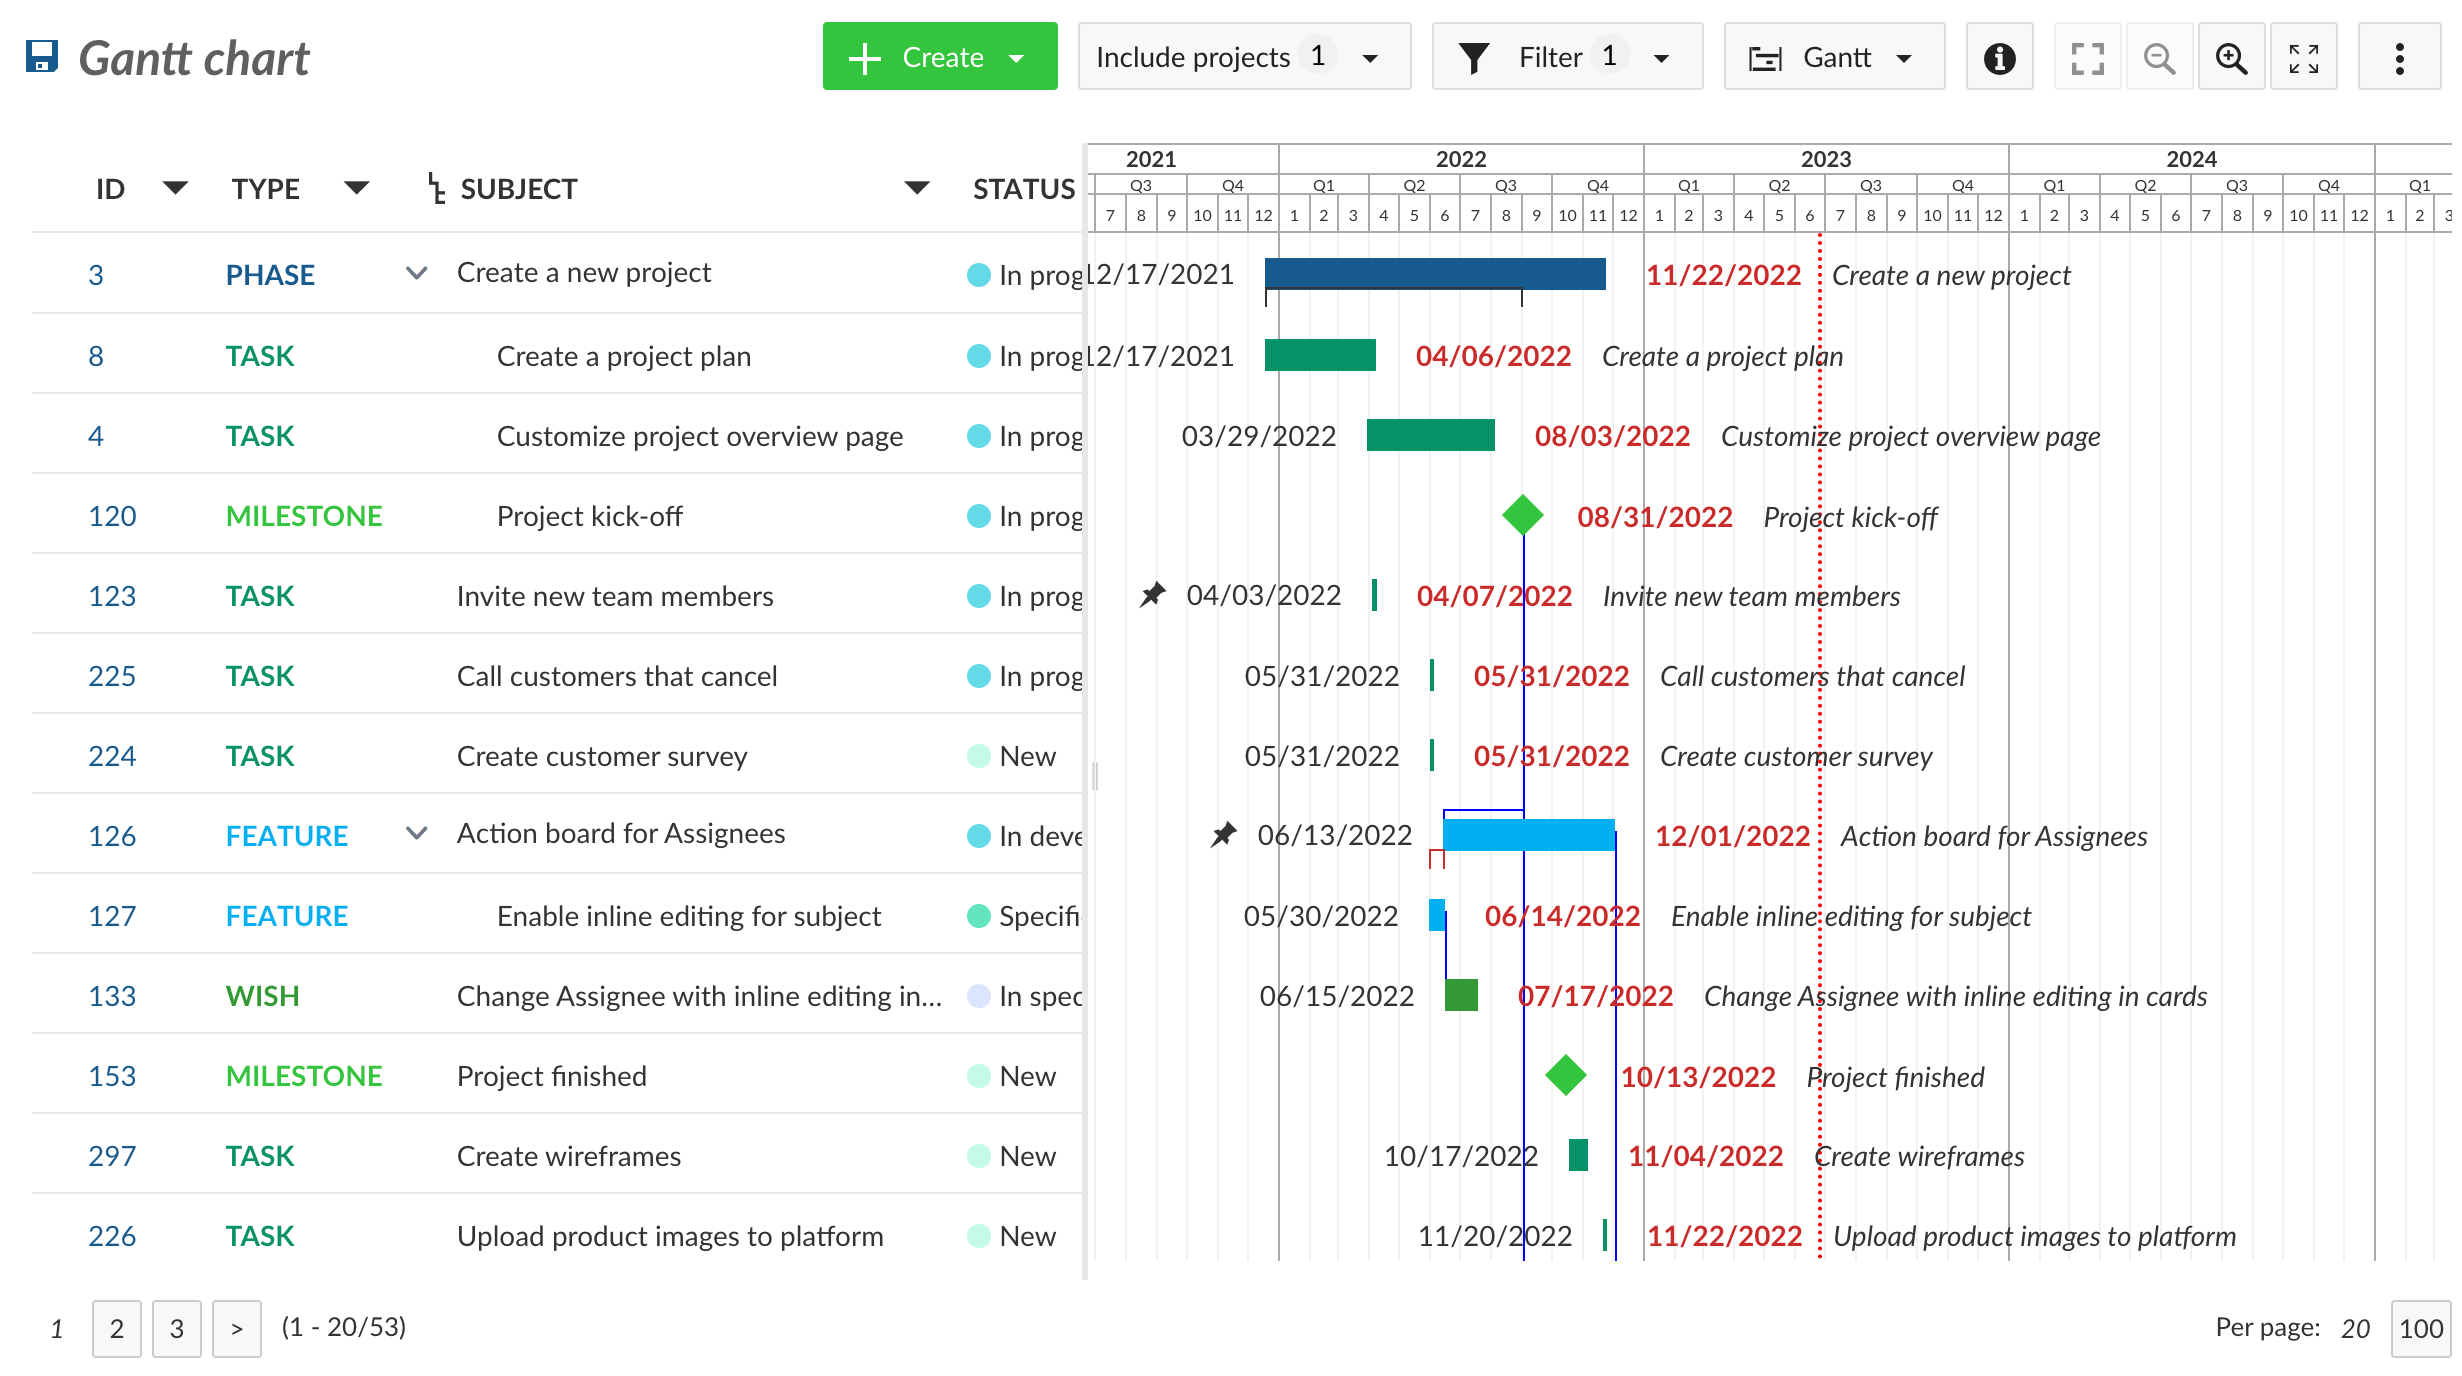 Gantt chart
Create
Include projects 1
Filter 1
Gantt
ID TYPE SUBJECT STATUS
2021 2022 2023 2024
Q3 Q4 Q1 Q2 Q3 Q4 Q1 Q2 Q3 Q4 Q1 Q2 Q3 Q4 Q1
7 8 9 10 11 12 1 2 3 4 5 6 7 8 9 10 11 12 1 2 3 4 5 6 7 8 9 10 11 12 1 2 3 4 5 6 7 8 9 10 11 12 1 2 3
3 PHASE Create a new project In prog 12/17/2021 11/22/2022 Create a new project
8 TASK Create a project plan In prog 12/17/2021 04/06/2022 Create a project plan
4 TASK Customize project overview page In prog 03/29/2022 08/03/2022 Customize project overview page
120 MILESTONE Project kick-off In prog 08/31/2022 Project kick-off
123 TASK Invite new team members In prog 04/03/2022 04/07/2022 Invite new team members
225 TASK Call customers that cancel In prog 05/31/2022 05/31/2022 Call customers that cancel
224 TASK Create customer survey New 05/31/2022 05/31/2022 Create customer survey
126 FEATURE Action board for Assignees In deve 06/13/2022 12/01/2022 Action board for Assignees
127 FEATURE Enable inline editing for subject Specifi 05/30/2022 06/14/2022 Enable inline editing for subject
133 WISH Change Assignee with inline editing in... In spec 06/15/2022 07/17/2022 Change Assignee with inline editing in cards
153 MILESTONE Project finished New 10/13/2022 Project finished
297 TASK Create wireframes New 10/17/2022 11/04/2022 Create wireframes
226 TASK Upload product images to platform New 11/20/2022 11/22/2022 Upload product images to platform
1 2 3 > (1 - 20/53) Per page: 20 100